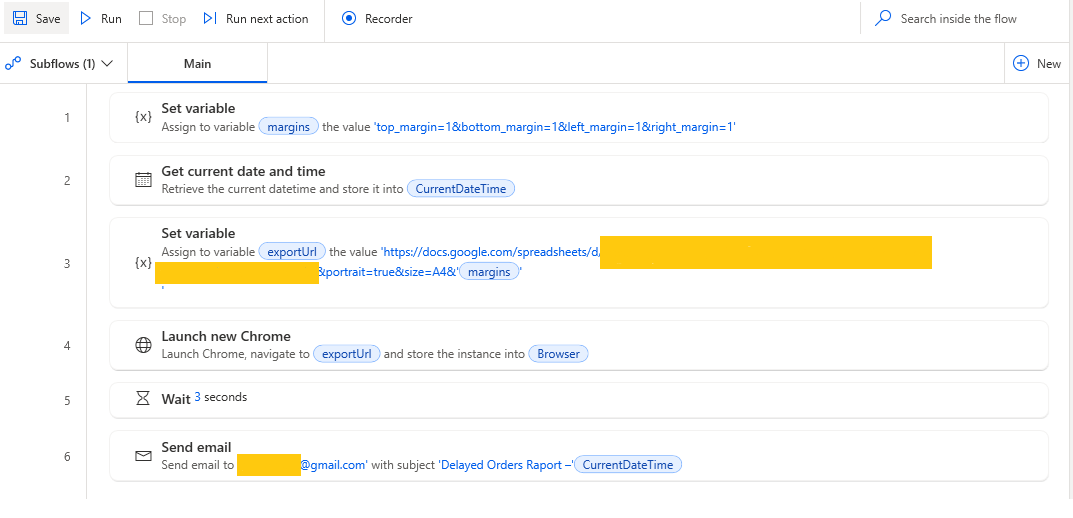 Save Run Stop Run next action Recorder Search inside the flow
Subflows (1) Main New
1 {x} Set variable
Assign to variable margins the value 'top_margin=1&bottom_margin=1&left_margin=1&right_margin=1'
2 Get current date and time
Retrieve the current datetime and store it into CurrentDateTime
Set variable
Assign to variable exportUrl the value 'https://docs.google.com/spreadsheets/d/
3 {x} &portrait=true&size=A4&' margins '
'
Launch new Chrome
4 Launch Chrome, navigate to exportUrl and store the instance into Browser
5 Wait 3 seconds
Send email
6 Send email to @gmail.com' with subject 'Delayed Orders Raport –' CurrentDateTime